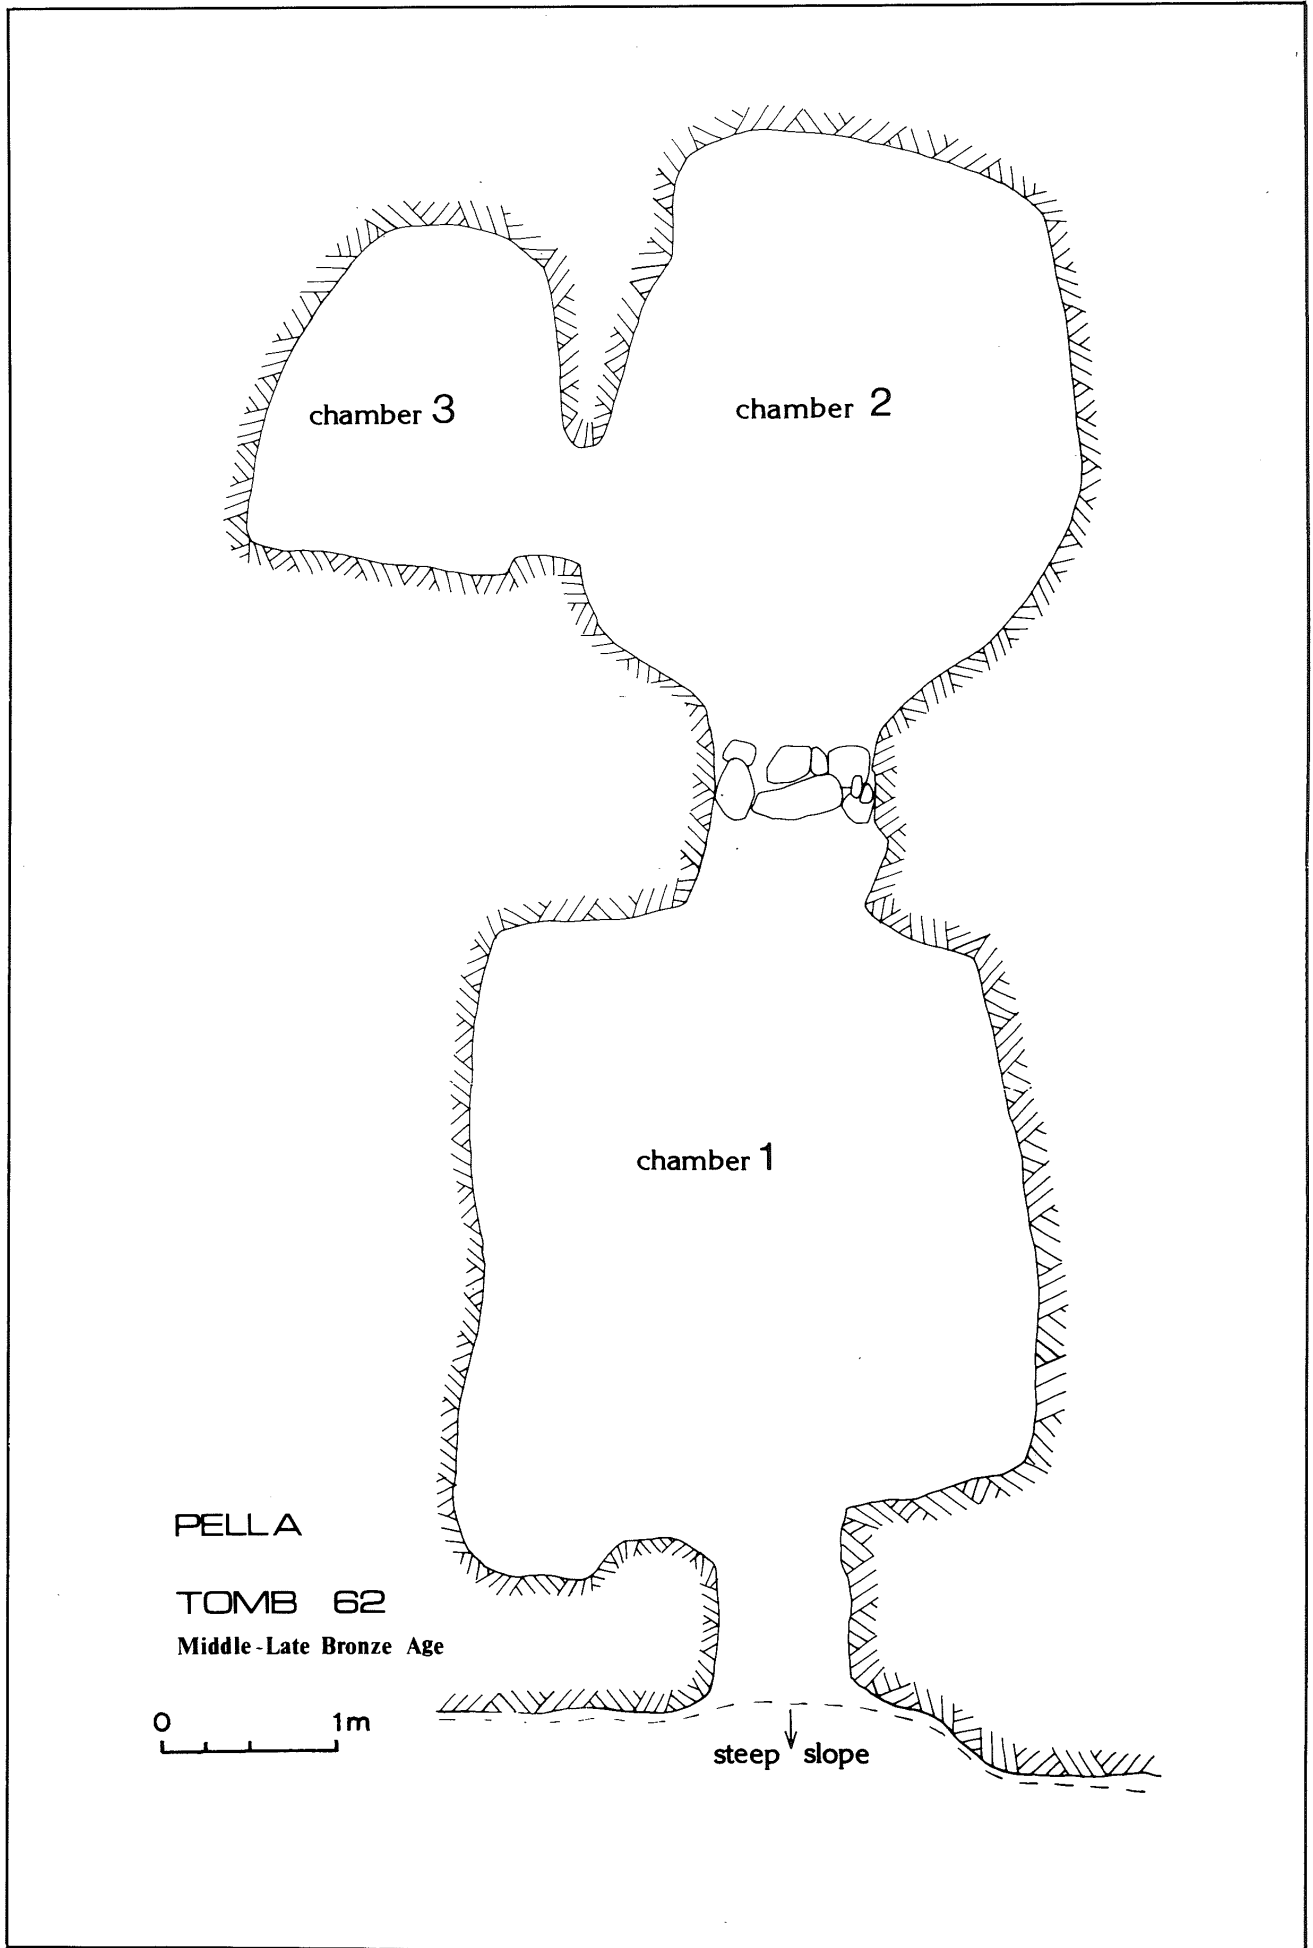 chamber 3
chamber 2
chamber 1
PELLA
TOMB 62
Middle-Late Bronze Age
0 1m
steep slope